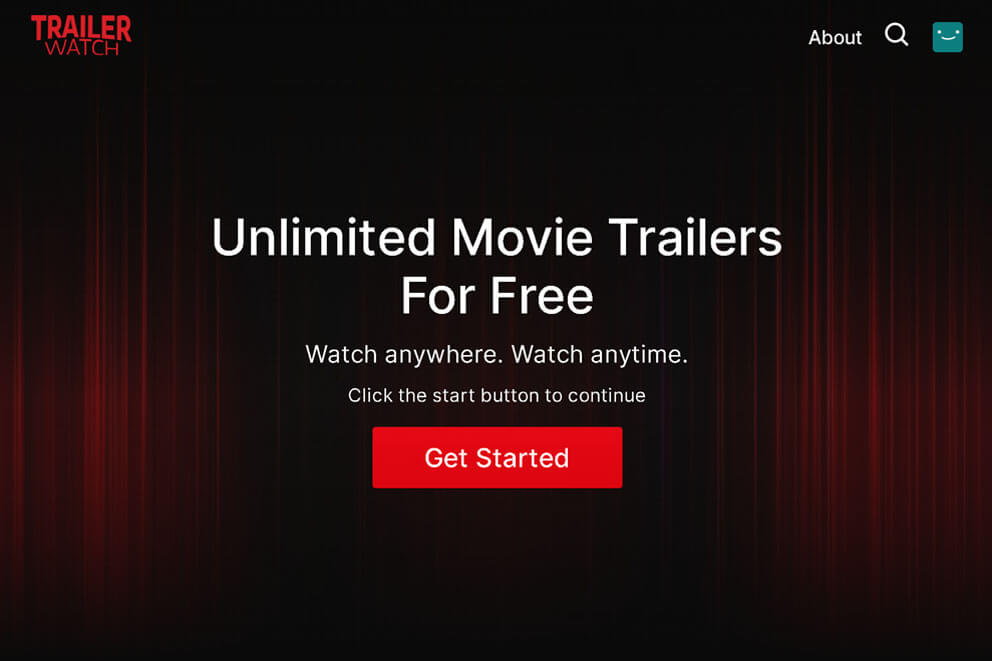 TRAILER
WATCH
About
Unlimited Movie Trailers
For Free
Watch anywhere. Watch anytime.
Click the start button to continue
Get Started